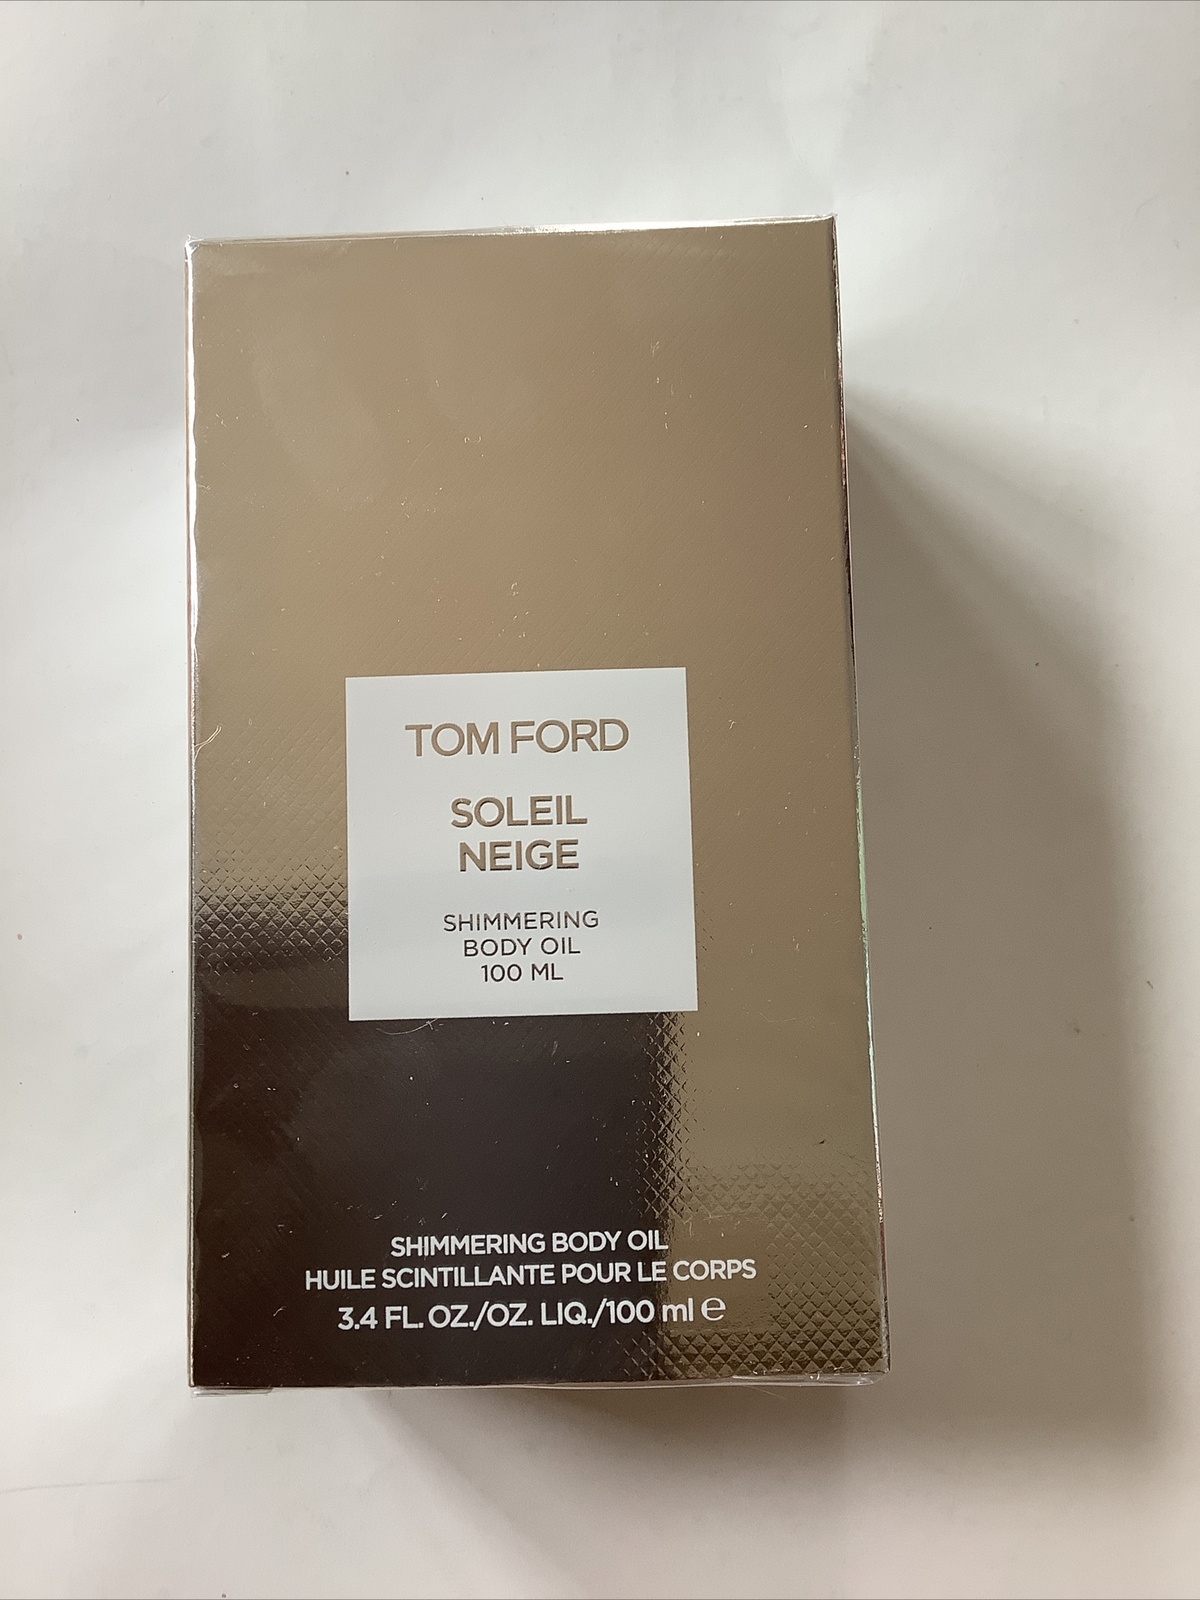 TOM FORD
SOLEIL
NEIGE
SHIMMERING
BODY OIL
100 ML
SHIMMERING BODY OIL
HUILE SCINTILLANTE POUR LE CORPS
3.4 FL. OZ./OZ. LIQ./100 ml ℮